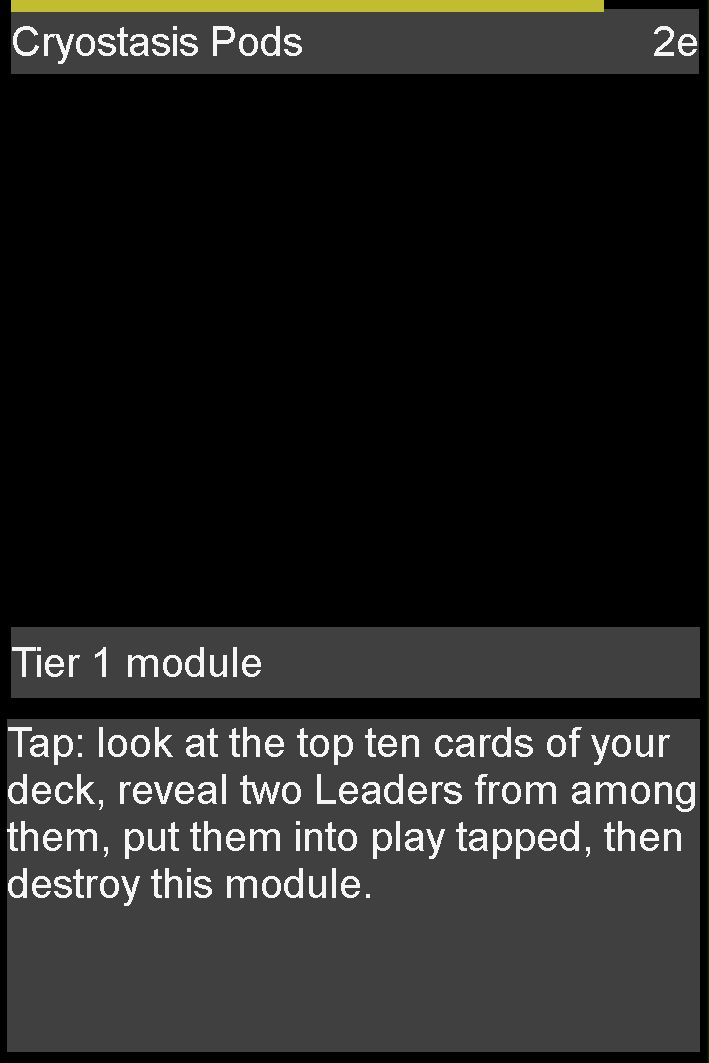 Cryostasis Pods 2e
Tier 1 module
Tap: look at the top ten cards of your
deck, reveal two Leaders from among
them, put them into play tapped, then
destroy this module.